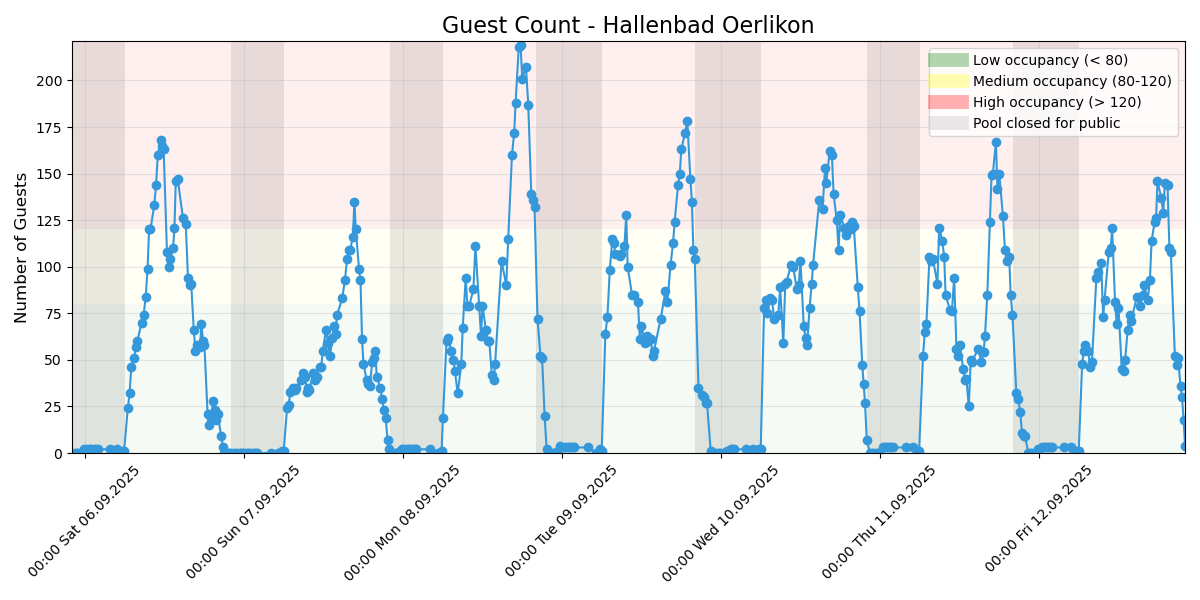 Guest Count - Hallenbad Oerlikon
Number of Guests
200
175
150
125
100
75
50
25
0
Low occupancy (< 80)
Medium occupancy (80-120)
High occupancy (> 120)
Pool closed for public
00:00 Sat 06.09.2025
00:00 Sun 07.09.2025
00:00 Mon 08.09.2025
00:00 Tue 09.09.2025
00:00 Wed 10.09.2025
00:00 Thu 11.09.2025
00:00 Fri 12.09.2025